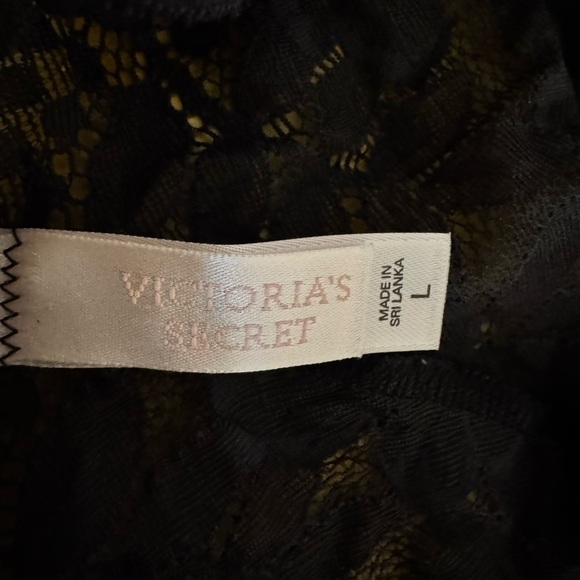 VICTORIA'S
SECRET
MADE IN
SRI LANKA
L